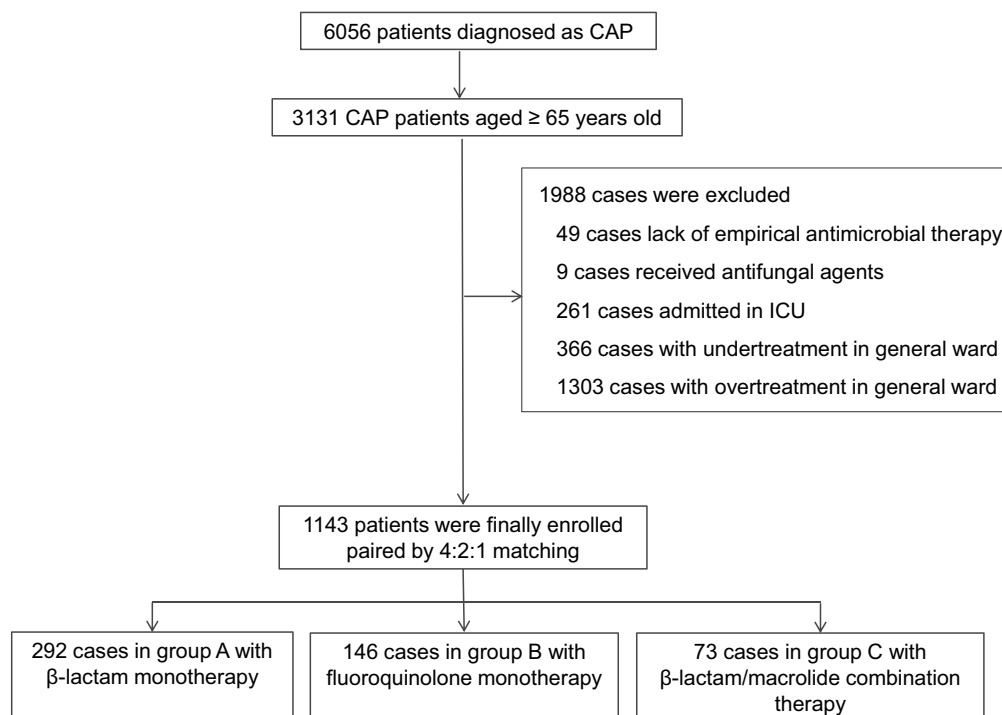 6056 patients diagnosed as CAP
3131 CAP patients aged ≥ 65 years old
1988 cases were excluded
49 cases lack of empirical antimicrobial therapy
9 cases received antifungal agents
261 cases admitted in ICU
366 cases with undertreatment in general ward
1303 cases with overtreatment in general ward
1143 patients were finally enrolled
paired by 4:2:1 matching
292 cases in group A with
β-lactam monotherapy
146 cases in group B with
fluoroquinolone monotherapy
73 cases in group C with
β-lactam/macrolide combination
therapy